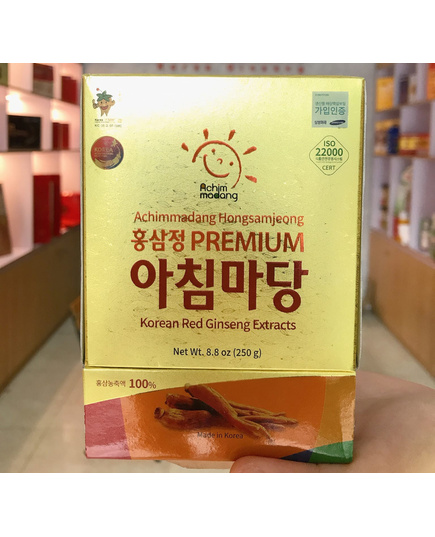 Korea Ginseng
가입인증
ISO
22000
CERT
Achim
madang
Achimmadang Hongsamjeong
홍삼정 PREMIUM
아침마당
Korean Red Ginseng Extracts
Net Wt. 8.8 oz (250 g)
홍삼농축액 100%
Made in Korea